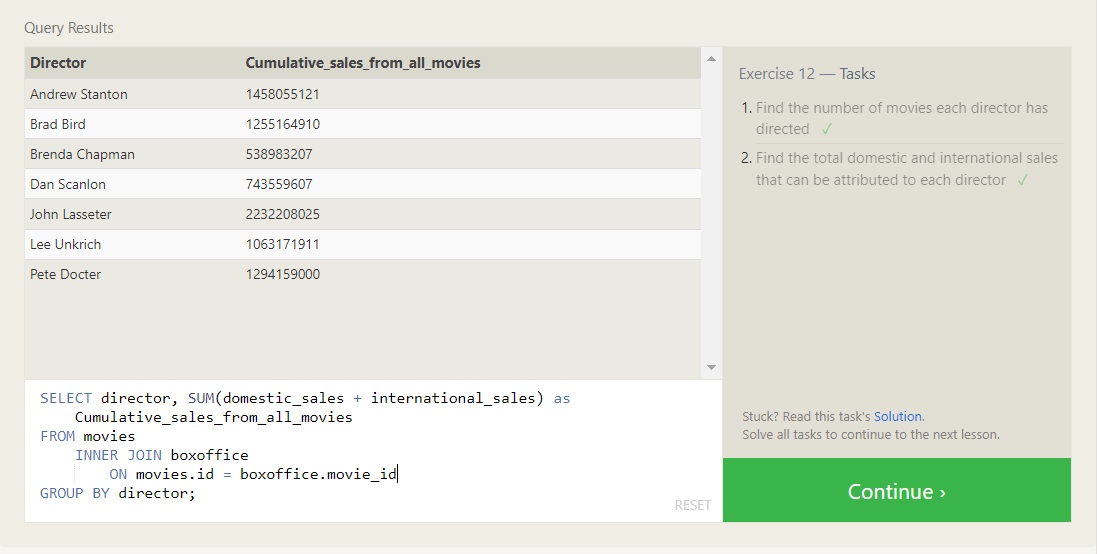 Query Results
Director Cumulative_sales_from_all_movies
Andrew Stanton 1458055121
Brad Bird 1255164910
Brenda Chapman 538983207
Dan Scanlon 743559607
John Lasseter 2232208025
Lee Unkrich 1063171911
Pete Docter 1294159000
SELECT director, SUM(domestic_sales + international_sales) as
Cumulative_sales_from_all_movies
FROM movies
INNER JOIN boxoffice
ON movies.id = boxoffice.movie_id
GROUP BY director;
RESET
Exercise 12 — Tasks
1. Find the number of movies each director has
directed ✓
2. Find the total domestic and international sales
that can be attributed to each director ✓
Stuck? Read this task's Solution.
Solve all tasks to continue to the next lesson.
Continue ›